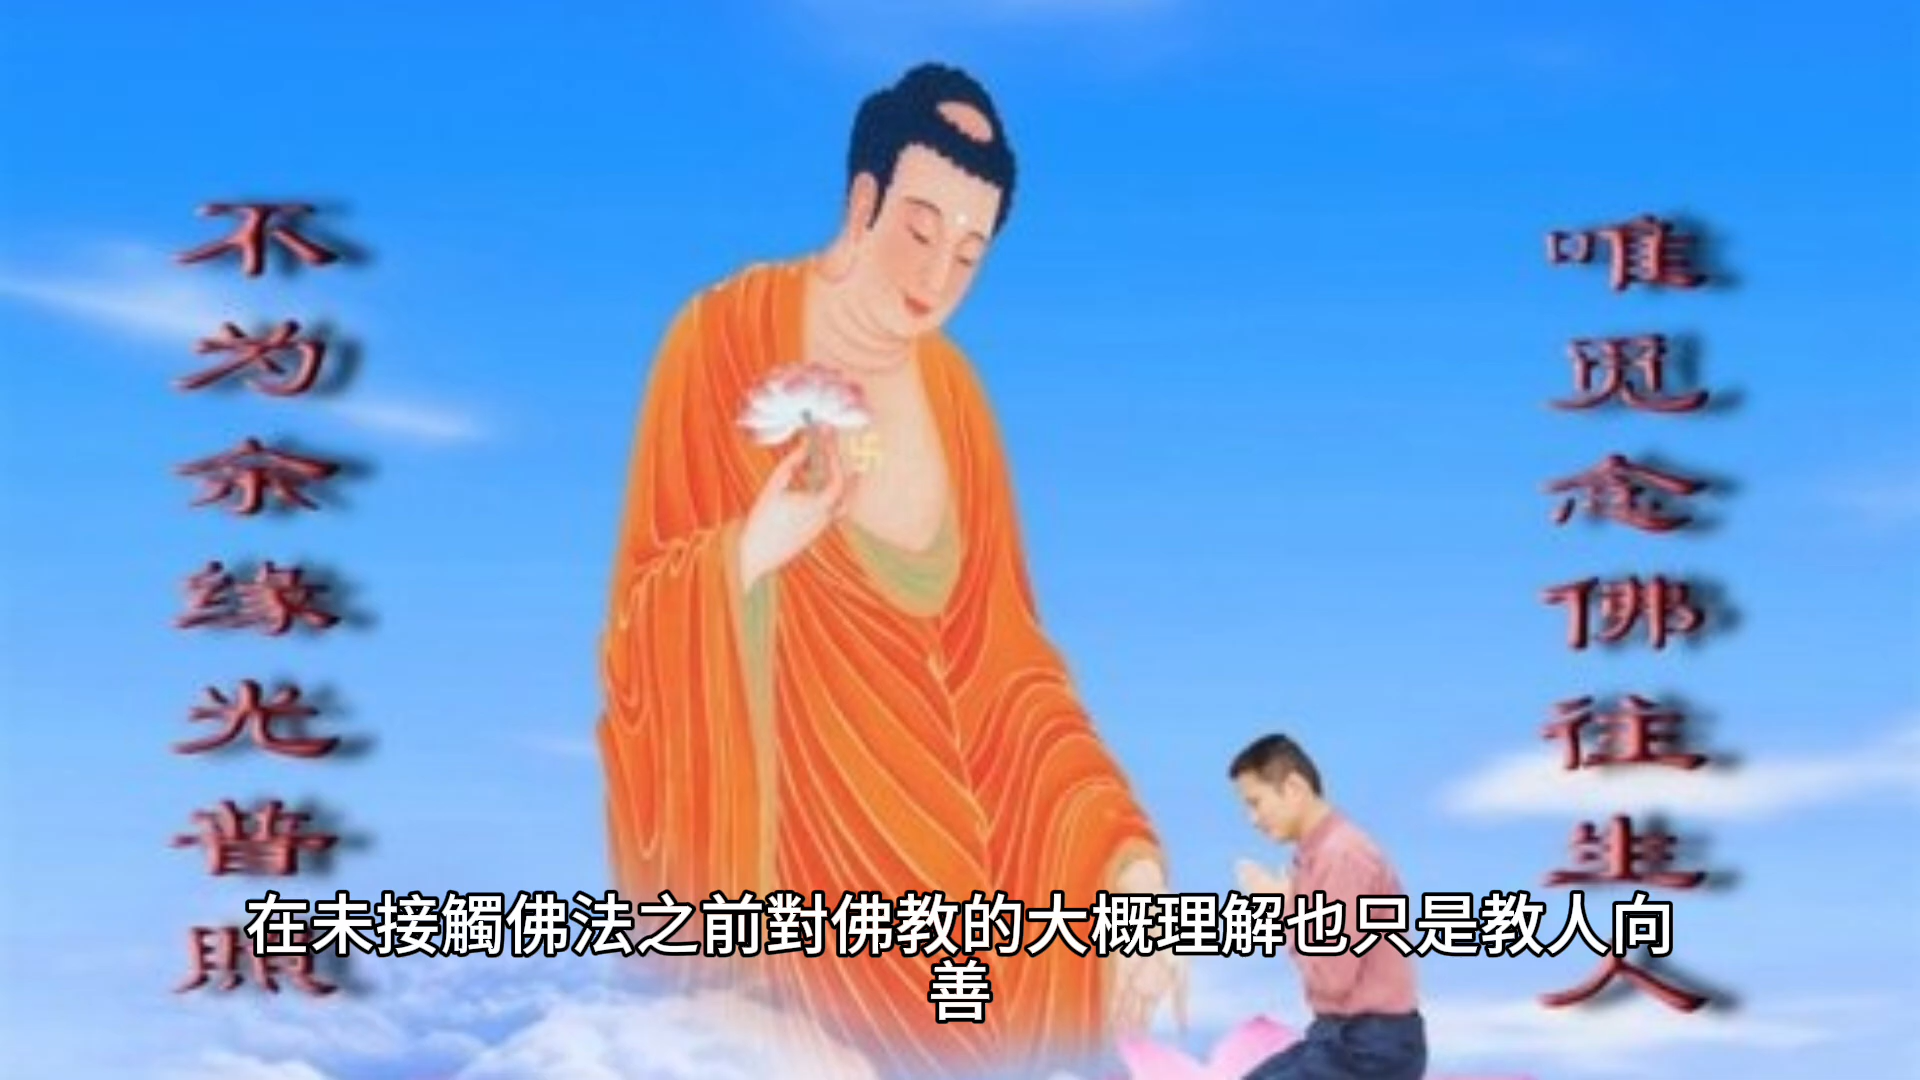 不为余缘光普照
唯觅念佛往生人
在未接觸佛法之前對佛教的大概理解也只是教人向
善